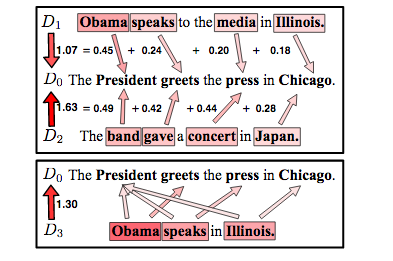 D1 Obama speaks to the media in Illinois.
1.07 = 0.45 + 0.24 + 0.20 + 0.18
D0 The President greets the press in Chicago.
1.63 = 0.49 + 0.42 + 0.44 + 0.28
D2 The band gave a concert in Japan.
D0 The President greets the press in Chicago.
1.30
D3 Obama speaks in Illinois.